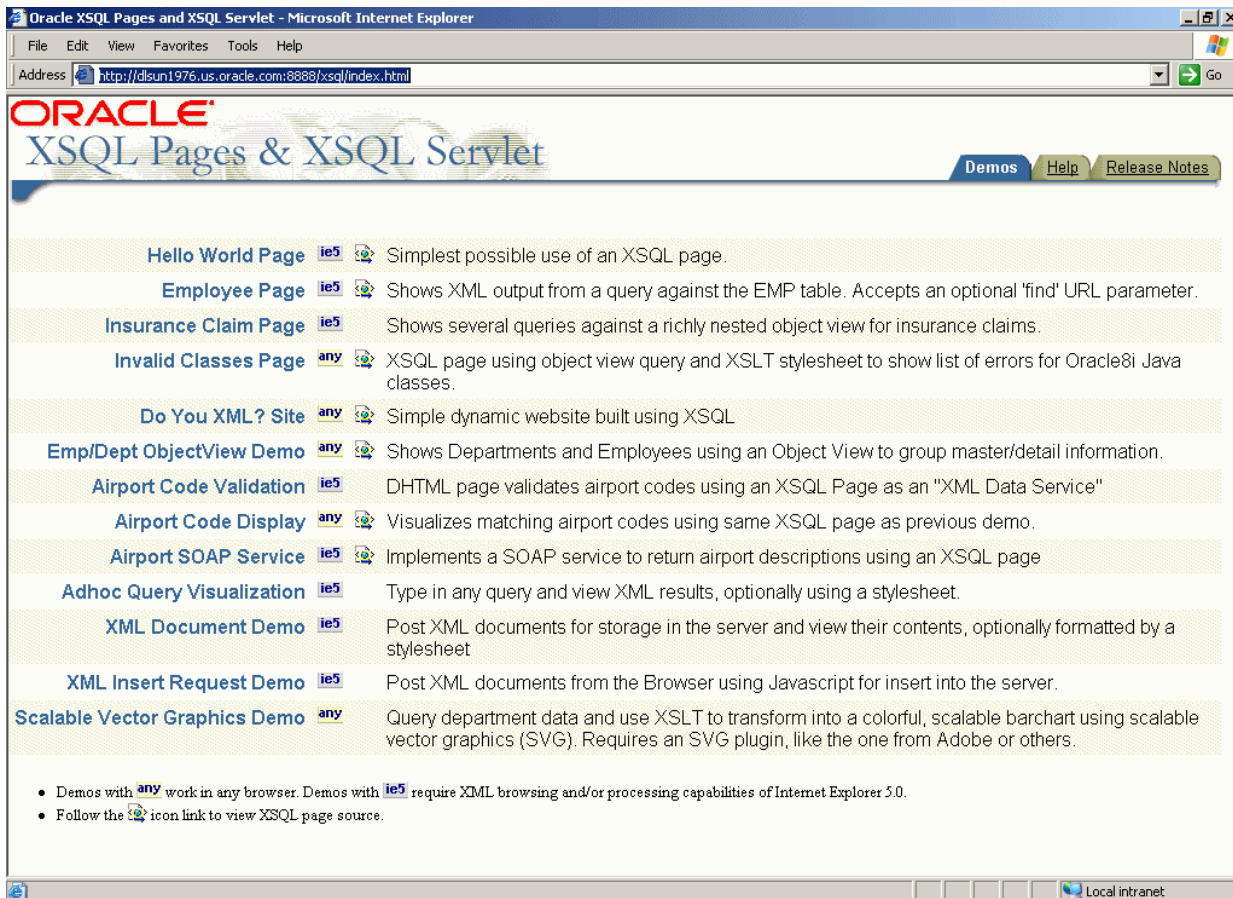 Oracle XSQL Pages and XSQL Servlet - Microsoft Internet Explorer
File Edit View Favorites Tools Help
Address http://dlsun1976.us.oracle.com:8888/xsql/index.html Go
ORACLE
XSQL Pages & XSQL Servlet
Demos Help Release Notes
Hello World Page ie5 Simplest possible use of an XSQL page.
Employee Page ie5 Shows XML output from a query against the EMP table. Accepts an optional 'find' URL parameter.
Insurance Claim Page ie5 Shows several queries against a richly nested object view for insurance claims.
Invalid Classes Page any XSQL page using object view query and XSLT stylesheet to show list of errors for Oracle8i Java
classes.
Do You XML? Site any Simple dynamic website built using XSQL
Emp/Dept ObjectView Demo any Shows Departments and Employees using an Object View to group master/detail information.
Airport Code Validation ie5 DHTML page validates airport codes using an XSQL Page as an "XML Data Service"
Airport Code Display any Visualizes matching airport codes using same XSQL page as previous demo.
Airport SOAP Service ie5 Implements a SOAP service to return airport descriptions using an XSQL page
Adhoc Query Visualization ie5 Type in any query and view XML results, optionally using a stylesheet.
XML Document Demo ie5 Post XML documents for storage in the server and view their contents, optionally formatted by a
stylesheet
XML Insert Request Demo ie5 Post XML documents from the Browser using Javascript for insert into the server.
Scalable Vector Graphics Demo any Query department data and use XSLT to transform into a colorful, scalable barchart using scalable
vector graphics (SVG). Requires an SVG plugin, like the one from Adobe or others.
• Demos with any work in any browser. Demos with ie5 require XML browsing and/or processing capabilities of Internet Explorer 5.0.
• Follow the icon link to view XSQL page source.
Local intranet